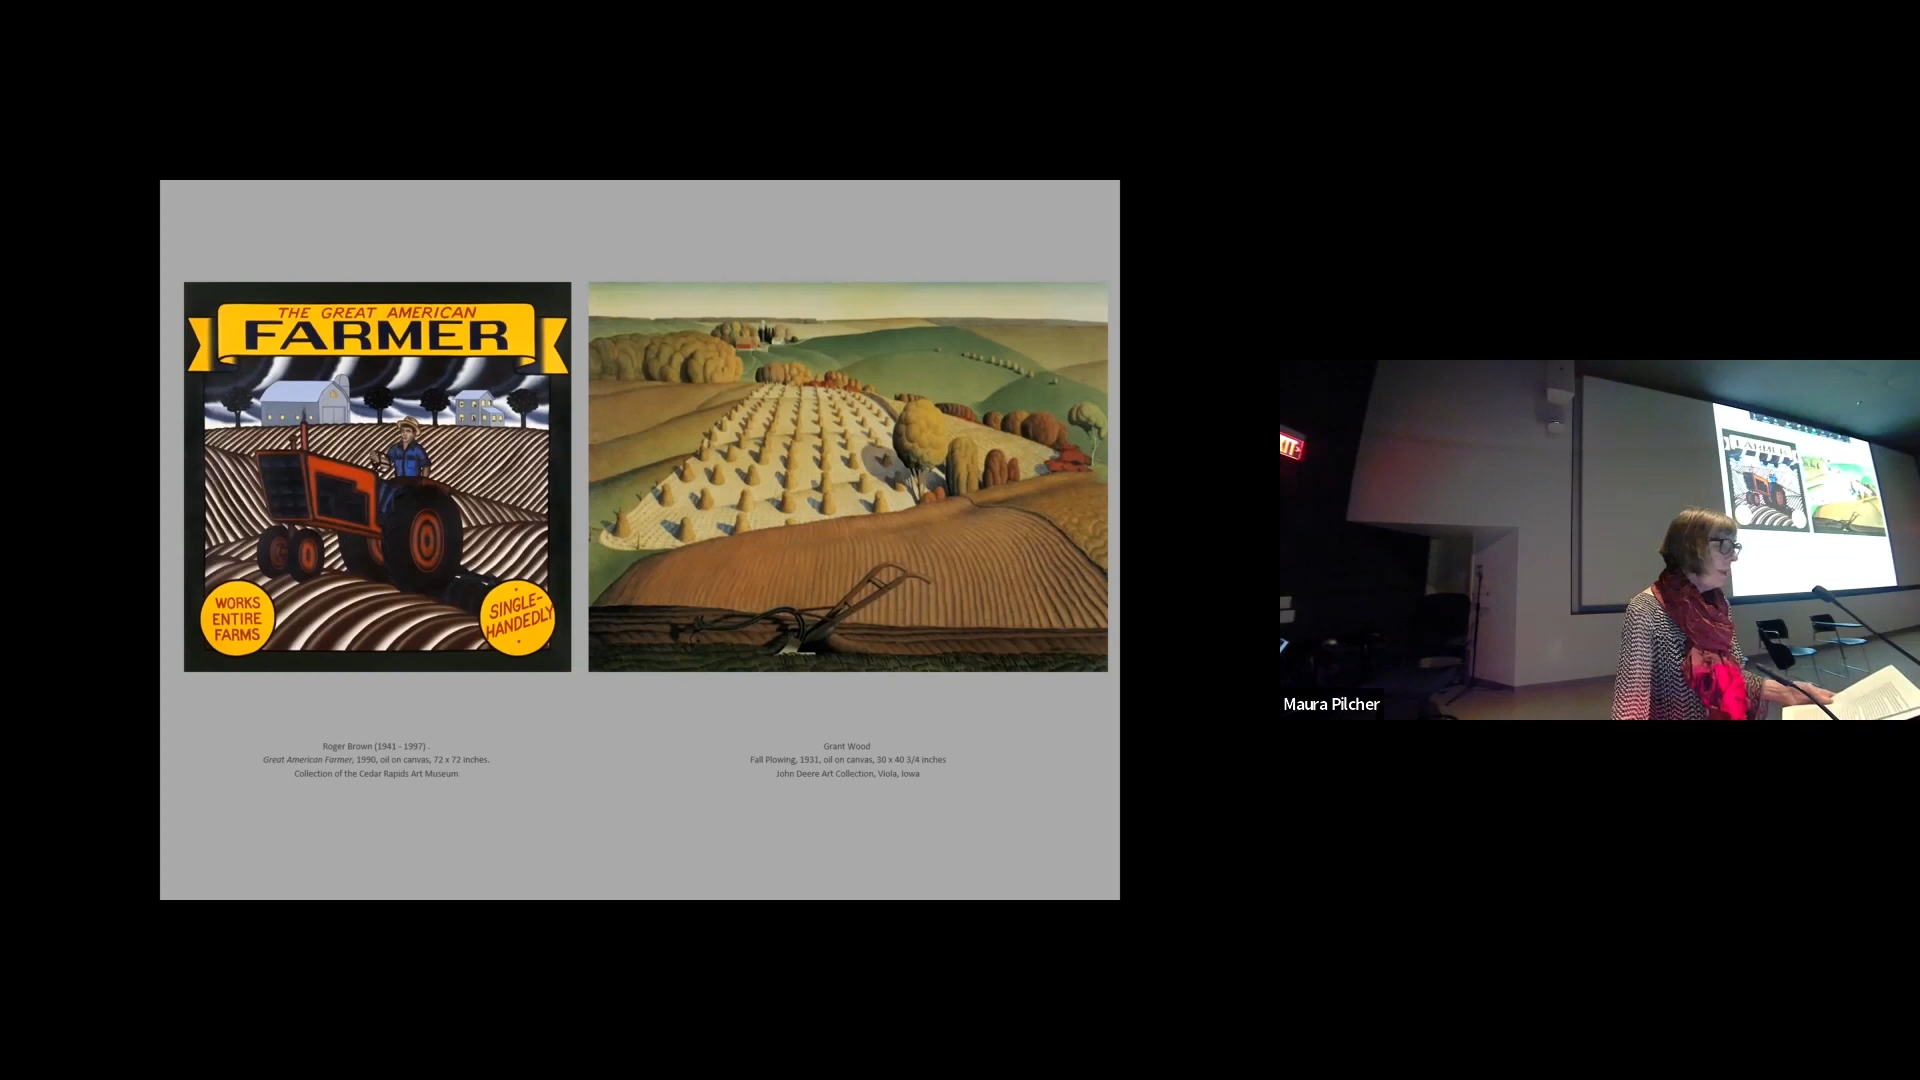 THE GREAT AMERICAN
FARMER
WORKS
ENTIRE
FARMS
SINGLE-
HANDEDLY
Roger Brown (1941 - 1997) .
Great American Farmer, 1990, oil on canvas, 72 x 72 inches.
Collection of the Cedar Rapids Art Museum
Grant Wood
Fall Plowing, 1931, oil on canvas, 30 x 40 3/4 inches
John Deere Art Collection, Viola, Iowa
FARMER
Maura Pilcher